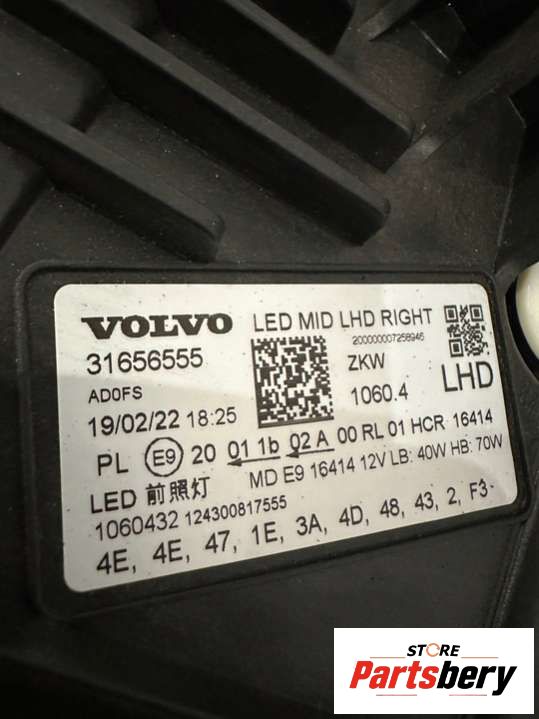 VOLVO LED MID LHD RIGHT
200000007258946
31656555 ZKW
AD0FS 1060.4 LHD
19/02/22 18:25
PL E9 20 01 1b 02 A 00 RL 01 HCR 16414
MD E9 16414 12V LB: 40W HB: 70W
LED 前照灯
1060432 124300817555
4E, 4E, 47, 1E, 3A, 4D, 48, 43, 2, F3
STORE
Partsbery